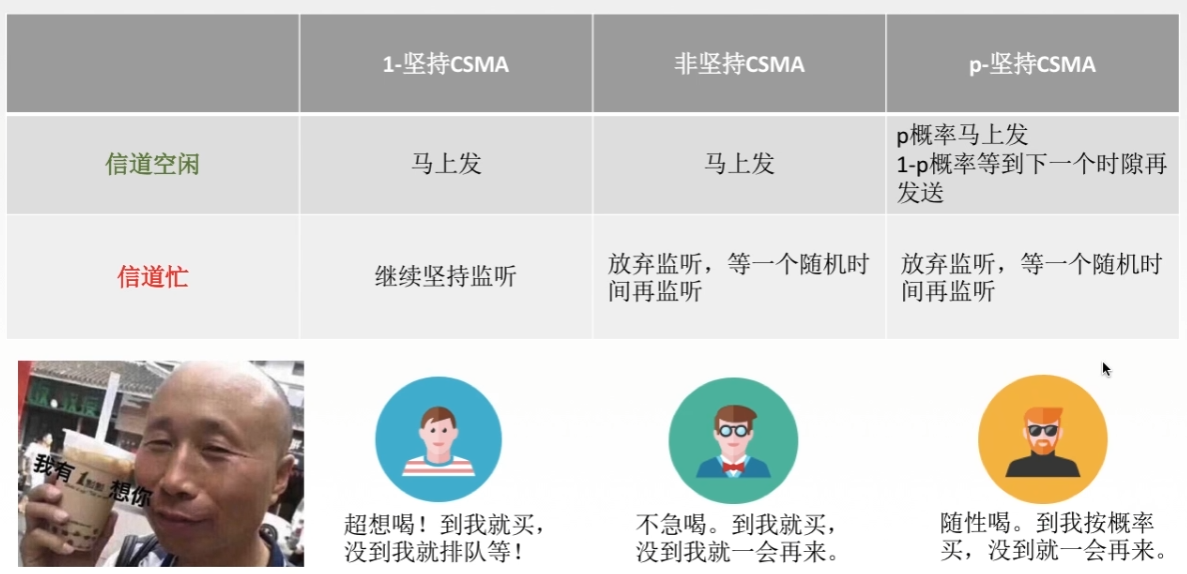 1-坚持CSMA
非坚持CSMA
p-坚持CSMA
信道空闲
马上发
马上发
p概率马上发
1-p概率等到下一个时隙再
发送
信道忙
继续坚持监听
放弃监听，等一个随机时
间再监听
放弃监听，等一个随机时
间再监听
我有
1點點
想你
超想喝！到我就买，
没到我就排队等！
不急喝。到我就买，
没到我就一会再来。
随性喝。到我按概率
买，没到就一会再来。